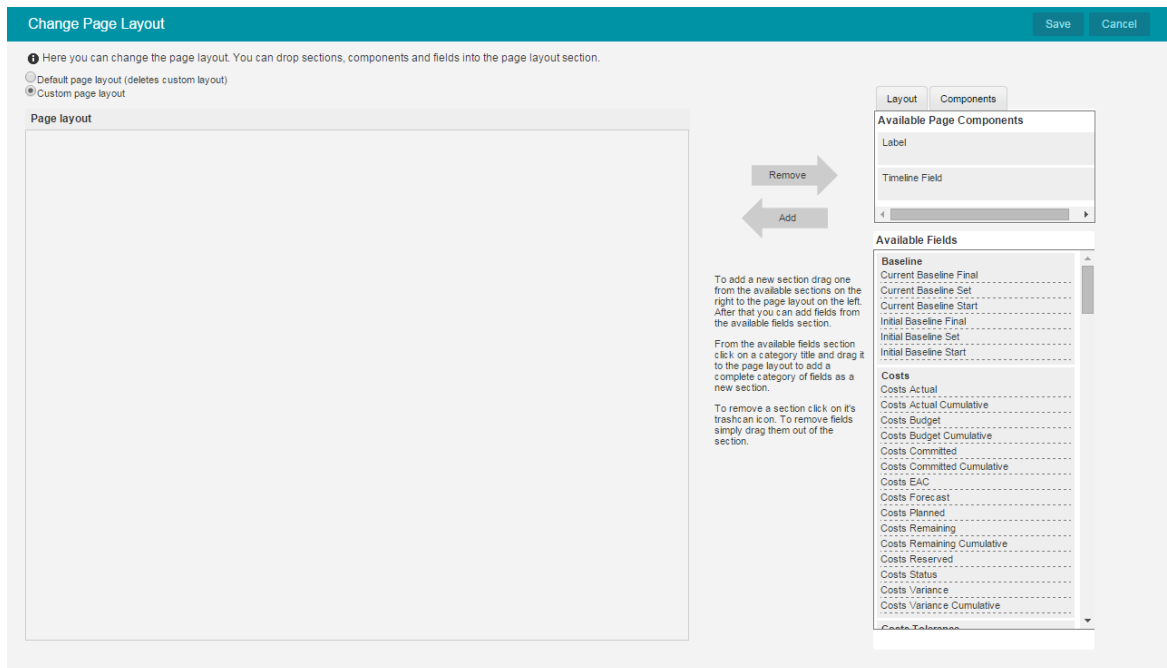 Change Page Layout
Save
Cancel
Here you can change the page layout. You can drop sections, components and fields into the page layout section.
Default page layout (deletes custom layout)
Custom page layout
Page layout
Remove
Add
To add a new section drag one
from the available sections on the
right to the page layout on the left.
After that you can add fields from
the available fields section.
From the available fields section
click on a category title and drag it
to the page layout to add a
complete category of fields as a
new section.
To remove a section click on it's
trashcan icon. To remove fields
simply drag them out of the
section.
Layout
Components
Available Page Components
Label
Timeline Field
Available Fields
Baseline
Current Baseline Final
Current Baseline Set
Current Baseline Start
Initial Baseline Final
Initial Baseline Set
Initial Baseline Start
Costs
Costs Actual
Costs Actual Cumulative
Costs Budget
Costs Budget Cumulative
Costs Committed
Costs Committed Cumulative
Costs EAC
Costs Forecast
Costs Planned
Costs Remaining
Costs Remaining Cumulative
Costs Reserved
Costs Status
Costs Variance
Costs Variance Cumulative
Costs Tolerance